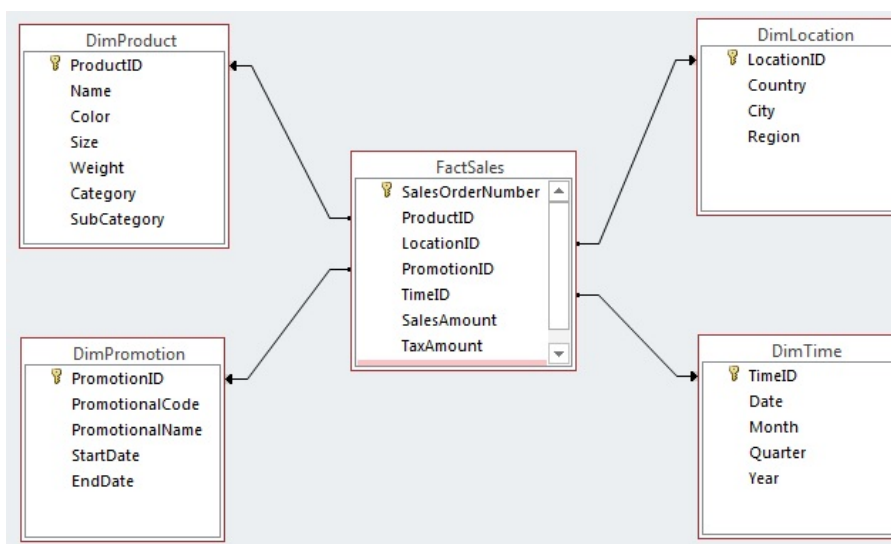 DimProduct
ProductID
Name
Color
Size
Weight
Category
SubCategory
DimLocation
LocationID
Country
City
Region
FactSales
SalesOrderNumber
ProductID
LocationID
PromotionID
TimeID
SalesAmount
TaxAmount
DimPromotion
PromotionID
PromotionalCode
PromotionalName
StartDate
EndDate
DimTime
TimeID
Date
Month
Quarter
Year